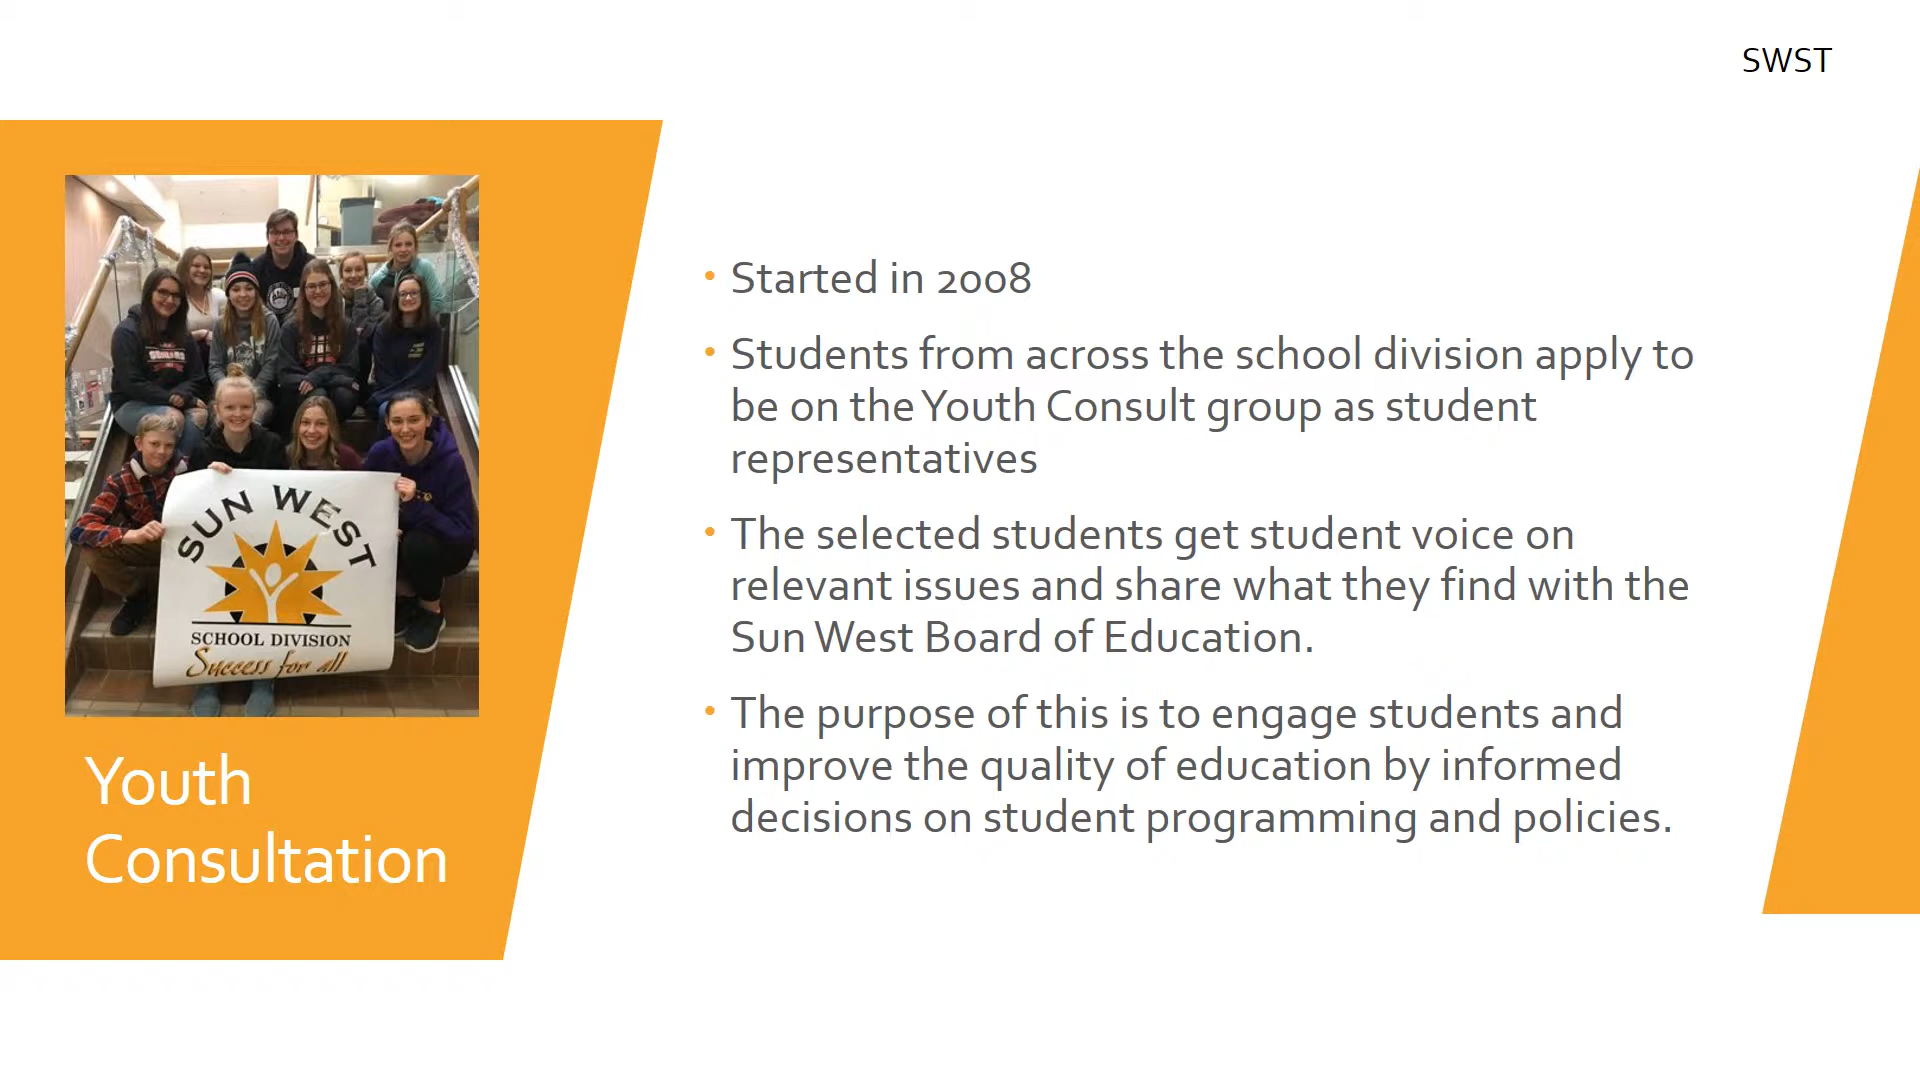 SWST
SUN WEST
SCHOOL DIVISION
Success for all
Youth
Consultation
• Started in 2008
• Students from across the school division apply to
be on the Youth Consult group as student
representatives
• The selected students get student voice on
relevant issues and share what they find with the
Sun West Board of Education.
• The purpose of this is to engage students and
improve the quality of education by informed
decisions on student programming and policies.